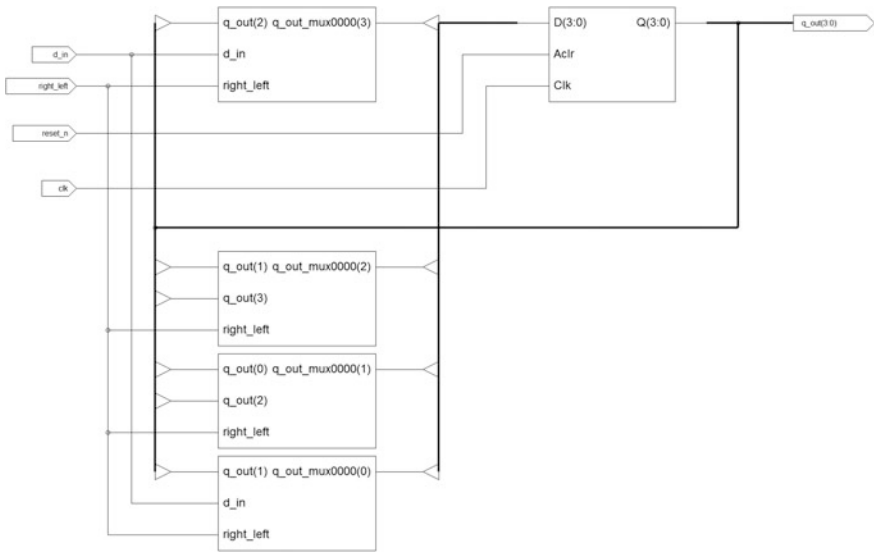 q_out(2) q_out_mux0000(3)
d_in
right_left
D(3:0) Q(3:0)
Aclr
Clk
q_out(3:0)
d_in
right_left
reset_n
clk
q_out(1) q_out_mux0000(2)
q_out(3)
right_left
q_out(0) q_out_mux0000(1)
q_out(2)
right_left
q_out(1) q_out_mux0000(0)
d_in
right_left